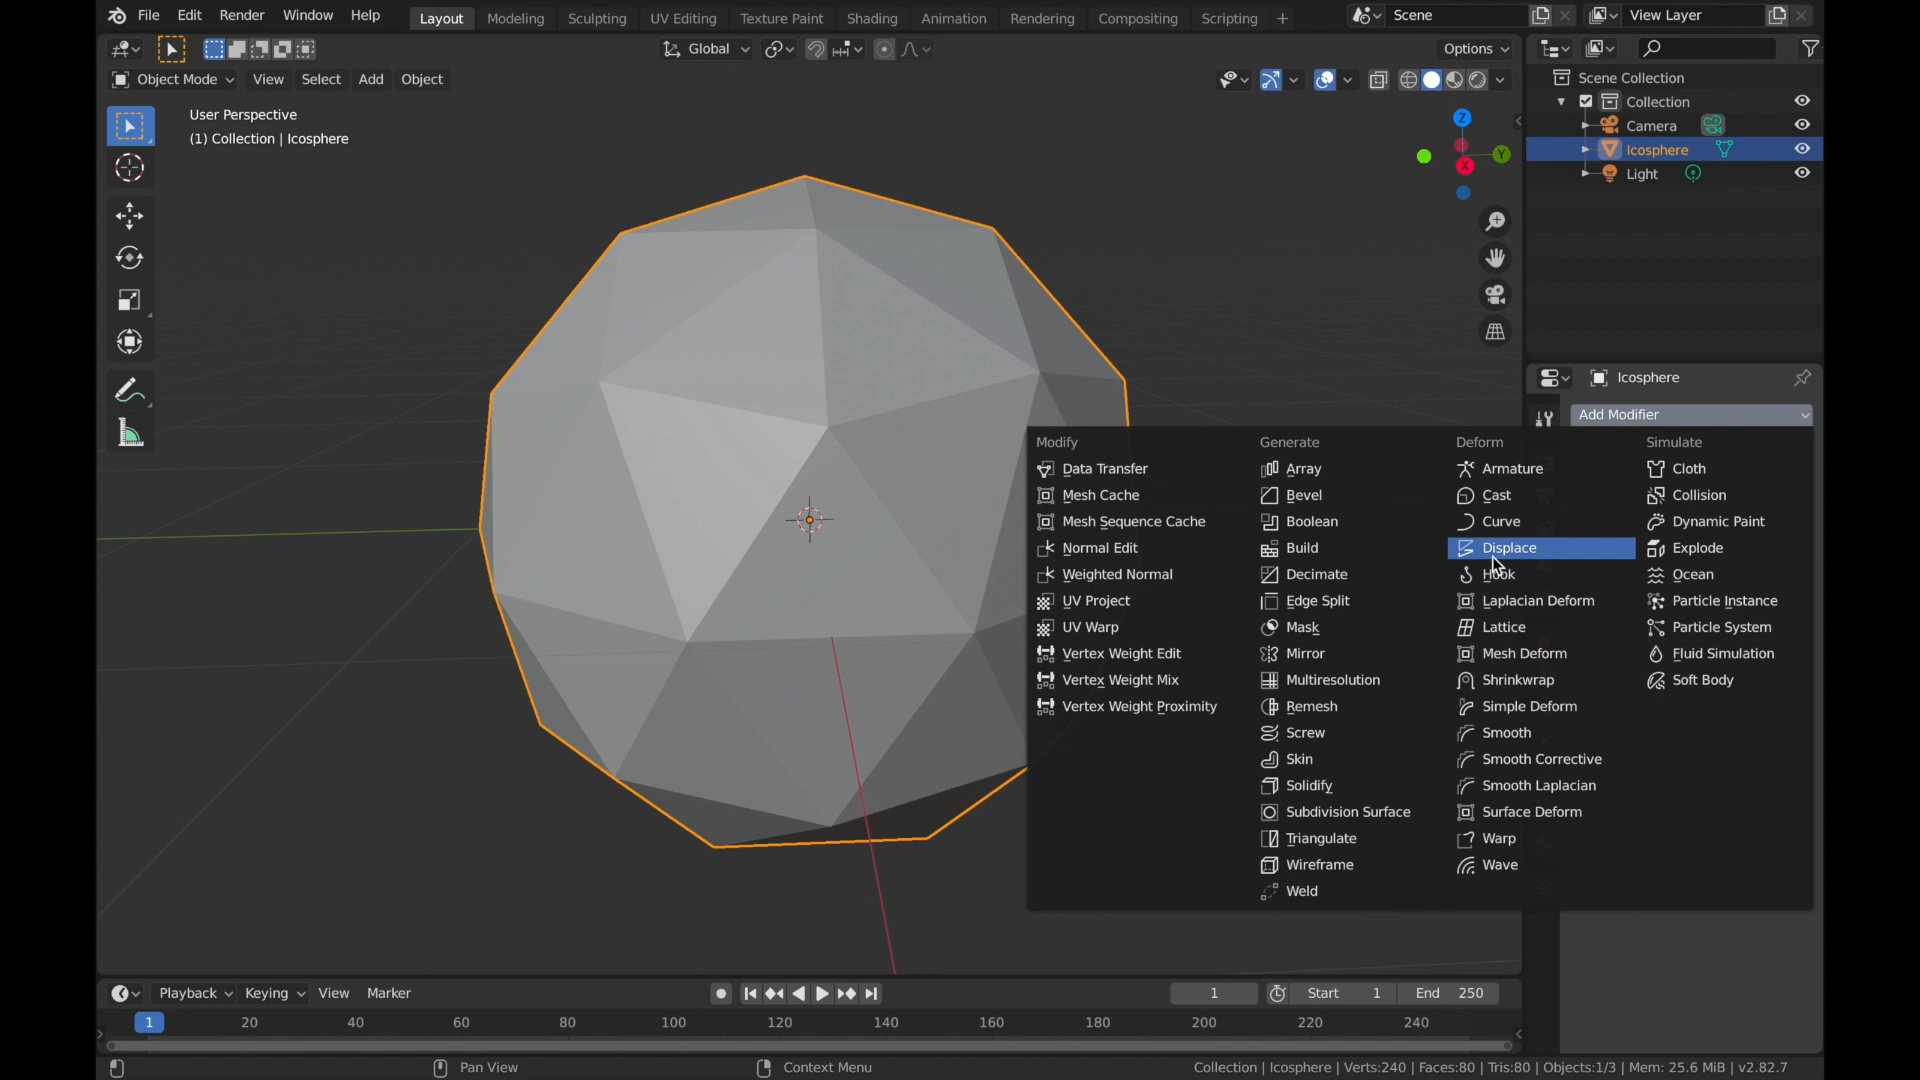 File Edit Render Window Help Layout Modeling Sculpting UV Editing Texture Paint Shading Animation Rendering Compositing Scripting + Scene View Layer
Global Options
Object Mode View Select Add Object
Scene Collection
Collection
Camera
Icosphere
Light
User Perspective
(1) Collection | Icosphere
Z
Y
X
Icosphere
Add Modifier
Modify
Data Transfer
Mesh Cache
Mesh Sequence Cache
Normal Edit
Weighted Normal
UV Project
UV Warp
Vertex Weight Edit
Vertex Weight Mix
Vertex Weight Proximity
Generate
Array
Bevel
Boolean
Build
Decimate
Edge Split
Mask
Mirror
Multiresolution
Remesh
Screw
Skin
Solidify
Subdivision Surface
Triangulate
Wireframe
Weld
Deform
Armature
Cast
Curve
Displace
Hook
Laplacian Deform
Lattice
Mesh Deform
Shrinkwrap
Simple Deform
Smooth
Smooth Corrective
Smooth Laplacian
Surface Deform
Warp
Wave
Simulate
Cloth
Collision
Dynamic Paint
Explode
Ocean
Particle Instance
Particle System
Fluid Simulation
Soft Body
Playback Keying View Marker 1 Start 1 End 250
1 20 40 60 80 100 120 140 160 180 200 220 240
Pan View Context Menu Collection | Icosphere | Verts:240 | Faces:80 | Tris:80 | Objects:1/3 | Mem: 25.6 MiB | v2.82.7